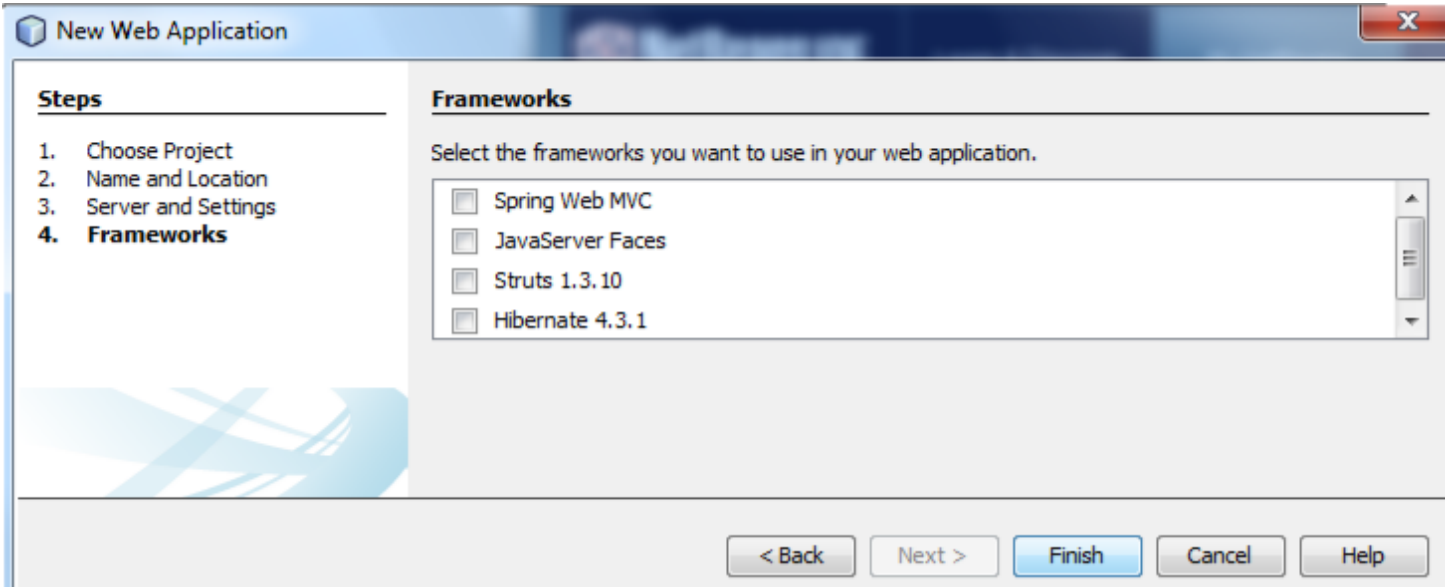 New Web Application
Steps
1. Choose Project
2. Name and Location
3. Server and Settings
4. Frameworks
Frameworks
Select the frameworks you want to use in your web application.
Spring Web MVC
JavaServer Faces
Struts 1.3.10
Hibernate 4.3.1
< Back Next > Finish Cancel Help